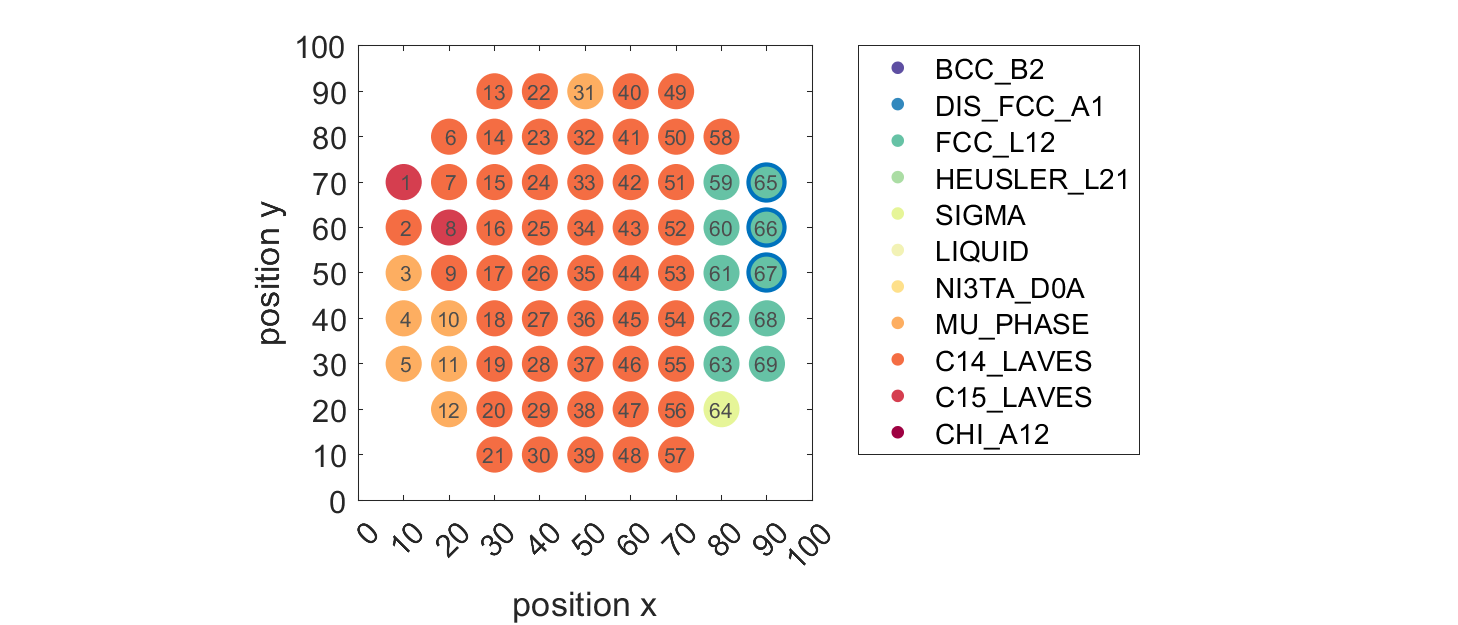 100
90
80
70
60
50
40
30
20
10
0
position y
13 22 31 40 49
6 14 23 32 41 50 58
1 7 15 24 33 42 51 59 65
2 8 16 25 34 43 52 60 66
3 9 17 26 35 44 53 61 67
4 10 18 27 36 45 54 62 68
5 11 19 28 37 46 55 63 69
12 20 29 38 47 56 64
21 30 39 48 57
0 10 20 30 40 50 60 70 80 90 100
position x
BCC_B2
DIS_FCC_A1
FCC_L12
HEUSLER_L21
SIGMA
LIQUID
NI3TA_D0A
MU_PHASE
C14_LAVES
C15_LAVES
CHI_A12